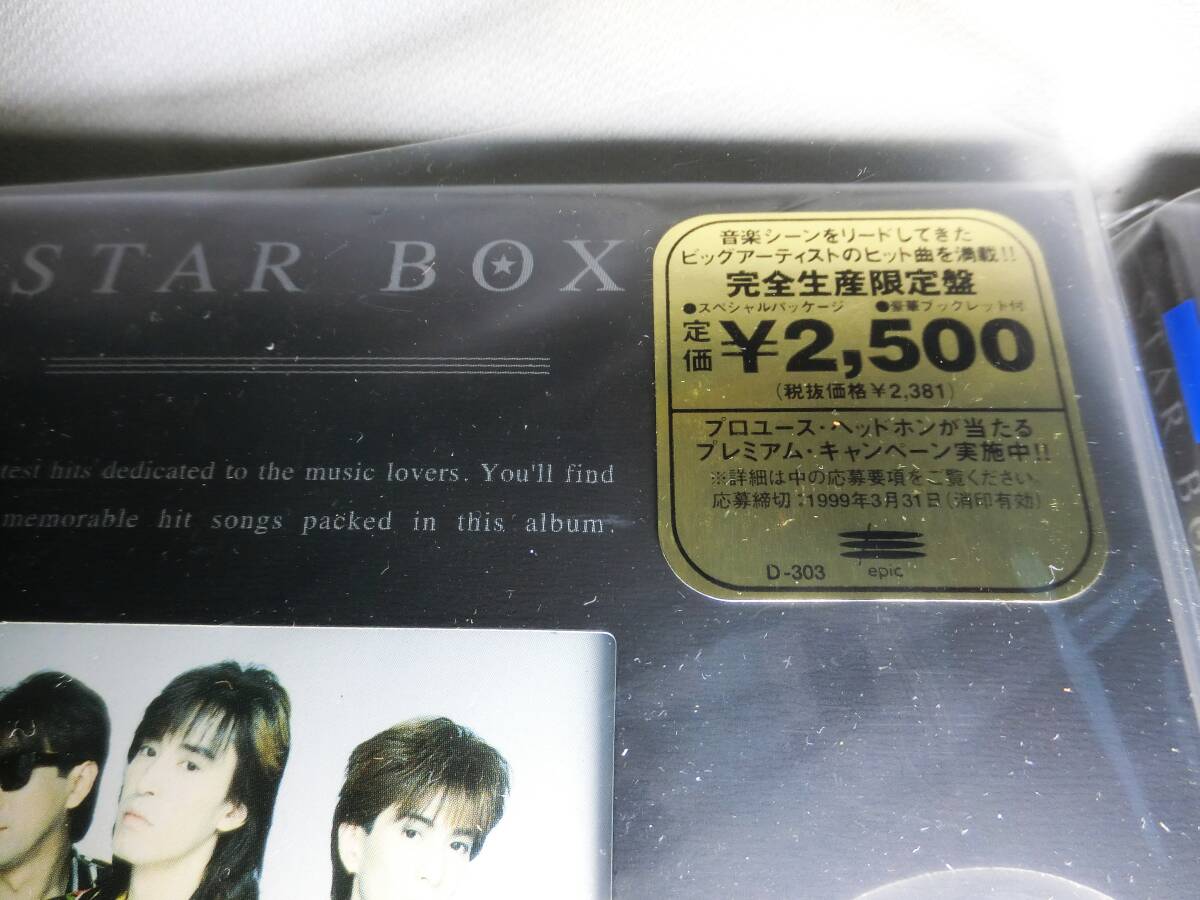 STAR BOX
hits dedicated to the music lovers. You'll find
memorable hit songs packed in this album.
音楽シーンをリードしてきた
ビッグアーティストのヒット曲を満載!!
完全生産限定盤
●スペシャルパッケージ ●豪華ブックレット付
定価 ¥2,500
(税抜価格¥2,381)
プロユース・ヘッドホンが当たる
プレミアム・キャンペーン実施中!!
※詳細は中の応募要項をご覧ください。
応募締切:1999年3月31日(消印有効)
D-303 epic
STAR B